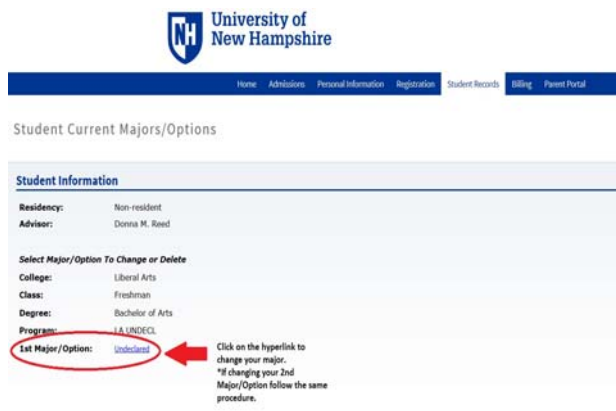 NH
University of
New Hampshire
Home Admissions Personal Information Registration Student Records Billing Parent Portal
Student Current Majors/Options
Student Information
Residency: Non-resident
Advisor: Donna M. Reed
Select Major/Option To Change or Delete
College: Liberal Arts
Class: Freshman
Degree: Bachelor of Arts
Program: LA UNDECL
1st Major/Option: Undeclared
Click on the hyperlink to
change your major.
*If changing your 2nd
Major/Option follow the same
procedure.